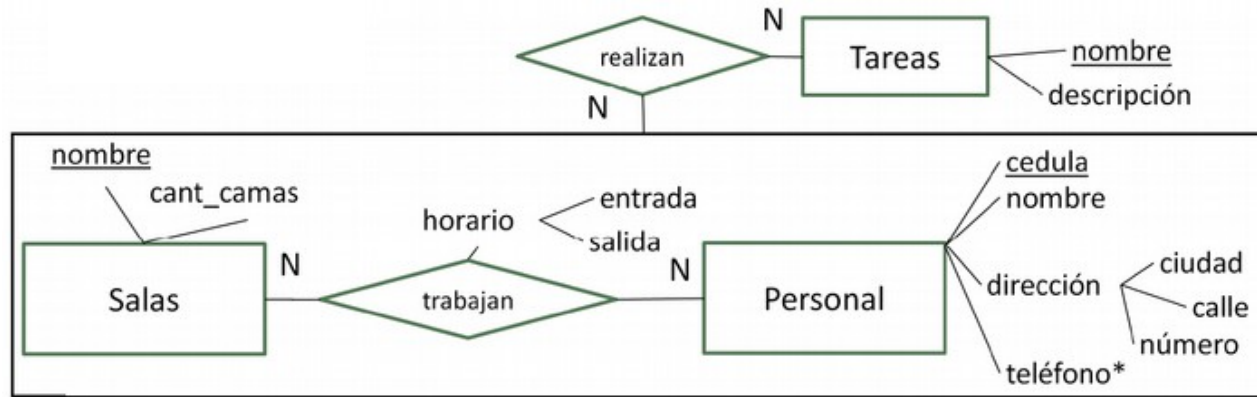 N
realizan
Tareas
nombre
descripción
N
nombre
cant_camas
horario
entrada
salida
cedula
nombre
dirección
ciudad
calle
número
teléfono*
Salas
N
trabajan
N
Personal